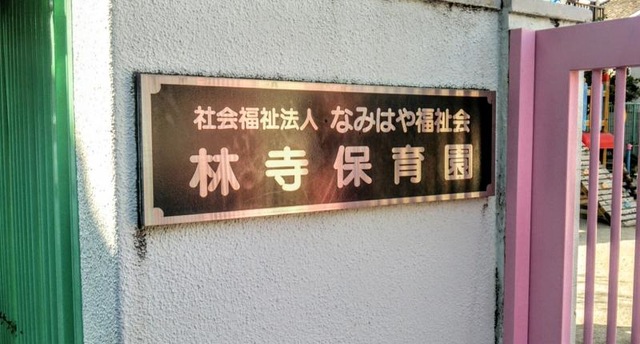 社会福祉法人 なみはや福祉会
林寺保育園